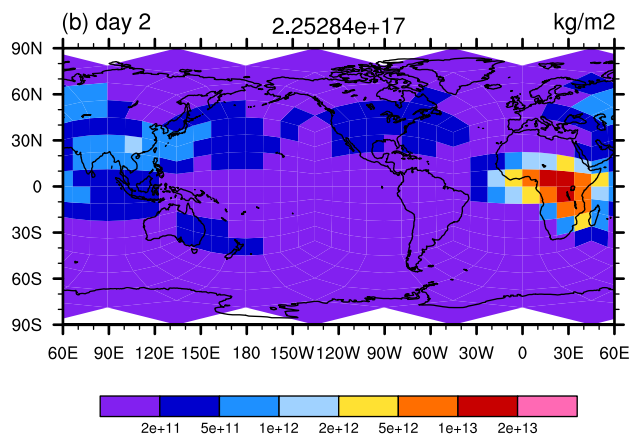 (b) day 2 2.25284e+17 kg/m2
90N
60N
30N
0
30S
60S
90S
60E 90E 120E 150E 180 150W 120W 90W 60W 30W 0 30E 60E
2e+11 5e+11 1e+12 2e+12 5e+12 1e+13 2e+13